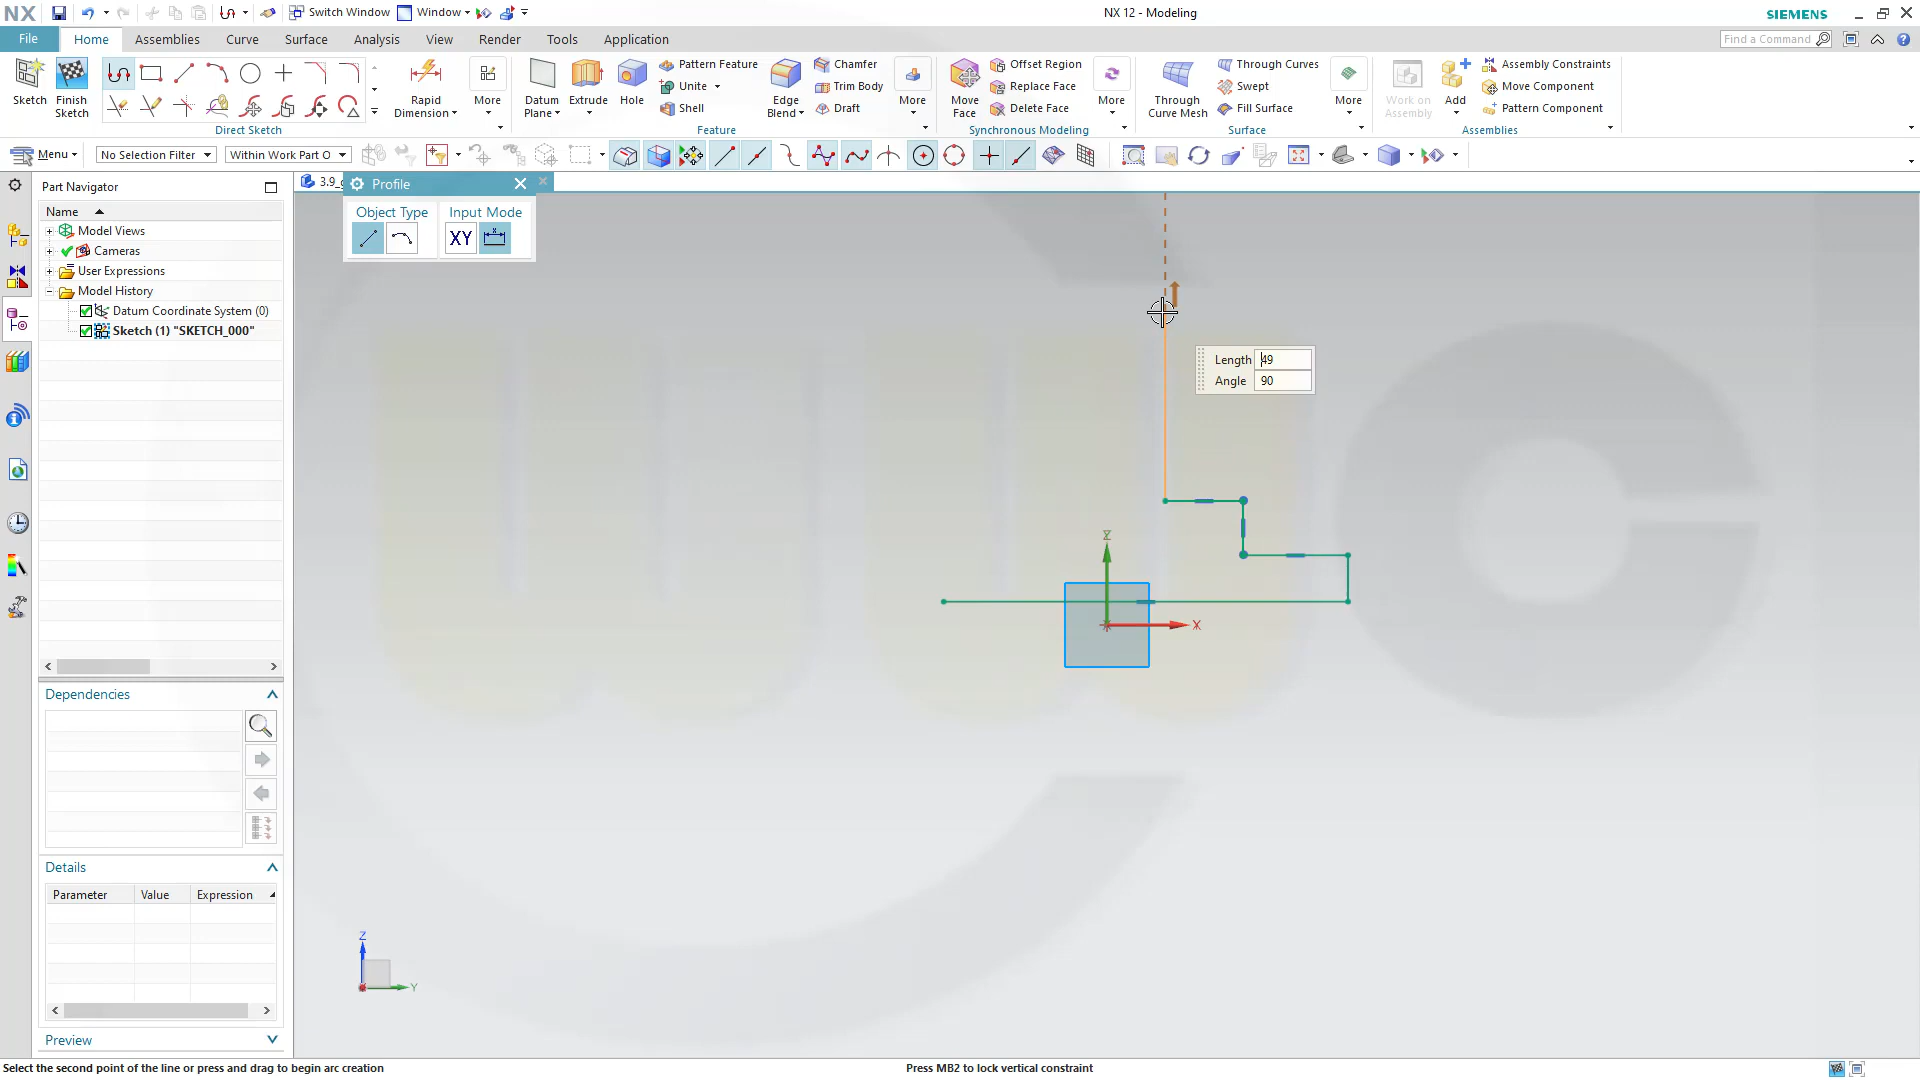 NX
Switch Window
Window
NX 12 - Modeling
SIEMENS
File
Home
Assemblies
Curve
Surface
Analysis
View
Render
Tools
Application
Find a Command
Sketch
Finish Sketch
Direct Sketch
Rapid Dimension
More
Datum Plane
Extrude
Hole
Pattern Feature
Unite
Shell
Edge Blend
Chamfer
Trim Body
Draft
More
Feature
Move Face
Offset Region
Replace Face
Delete Face
More
Synchronous Modeling
Through Curve Mesh
Through Curves
Swept
Fill Surface
More
Surface
Work on Assembly
Add
Assembly Constraints
Move Component
Pattern Component
Assemblies
Menu
No Selection Filter
Within Work Part O
Part Navigator
Name
Model Views
Cameras
User Expressions
Model History
Datum Coordinate System (0)
Sketch (1) "SKETCH_000"
Dependencies
Details
Parameter
Value
Expression
Preview
3.9_
Profile
Object Type
Input Mode
XY
Length
49
Angle
90
Z
X
Z
Y
Select the second point of the line or press and drag to begin arc creation
Press MB2 to lock vertical constraint